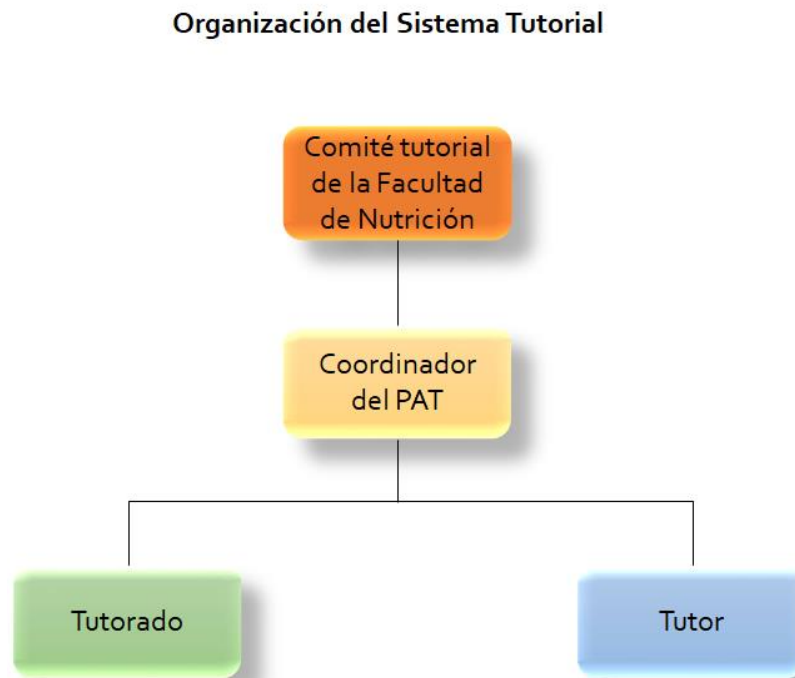 Organización del Sistema Tutorial
Comité tutorial
de la Facultad
de Nutrición
Coordinador
del PAT
Tutorado
Tutor